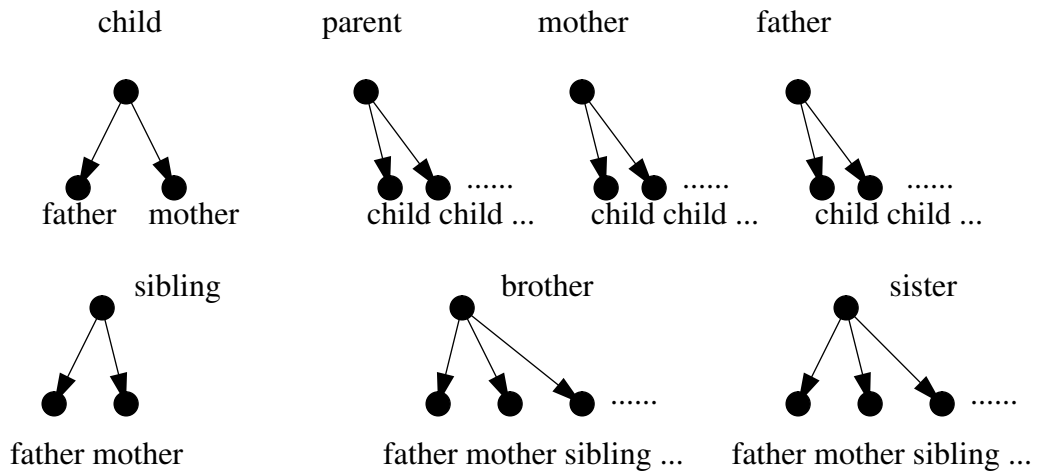 child parent mother father
...... ...... ......
father mother child child ... child child ... child child ...
sibling brother sister
...... ......
father mother father mother sibling ... father mother sibling ...